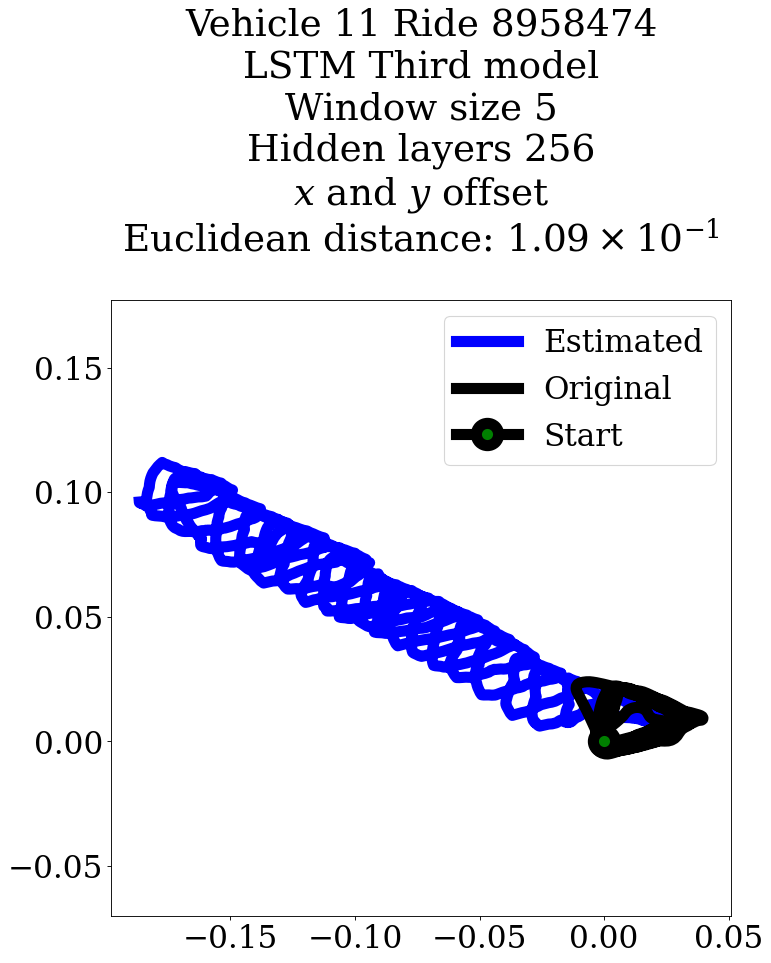 Vehicle 11 Ride 8958474
LSTM Third model
Window size 5
Hidden layers 256
x and y offset
Euclidean distance: 1.09 × 10⁻¹
Estimated
Original
Start
0.15
0.10
0.05
0.00
−0.05
−0.15 −0.10 −0.05 0.00 0.05